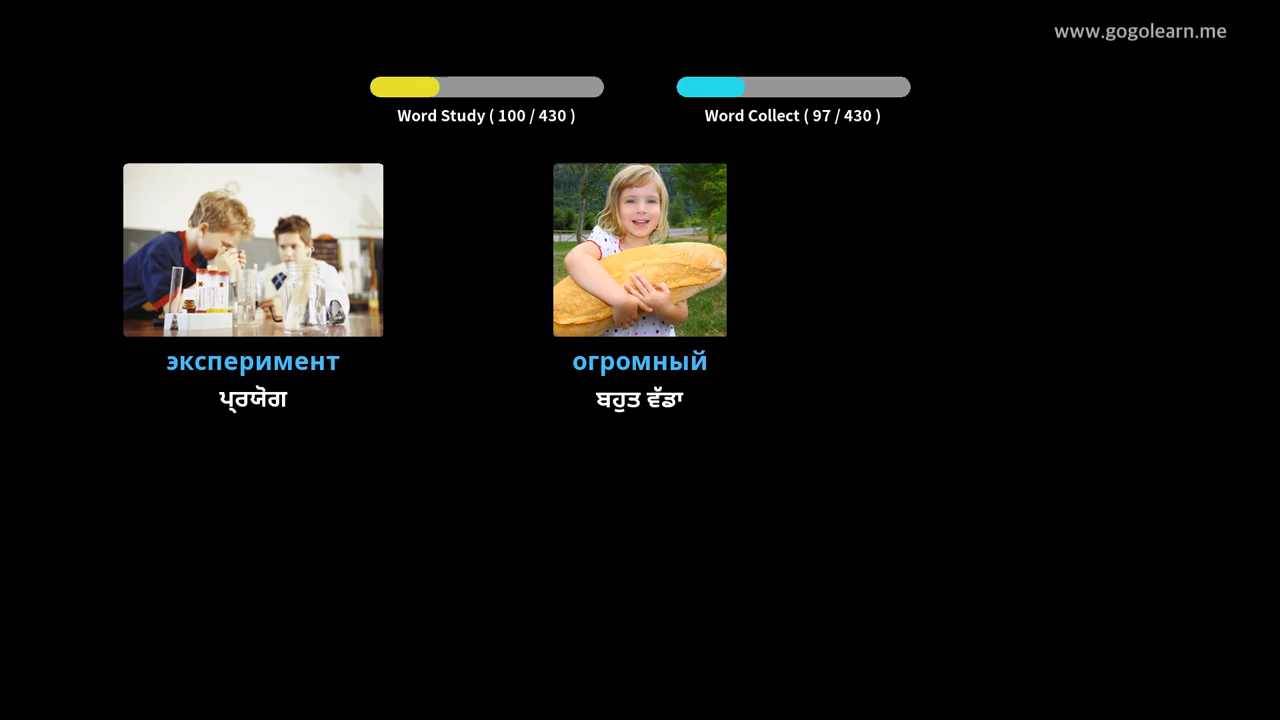 www.gogolearn.me
Word Study ( 100 / 430 )
Word Collect ( 97 / 430 )
эксперимент
огромный
ਪ੍ਰਯੋਗ
ਬਹੁਤ ਵੱਡਾ